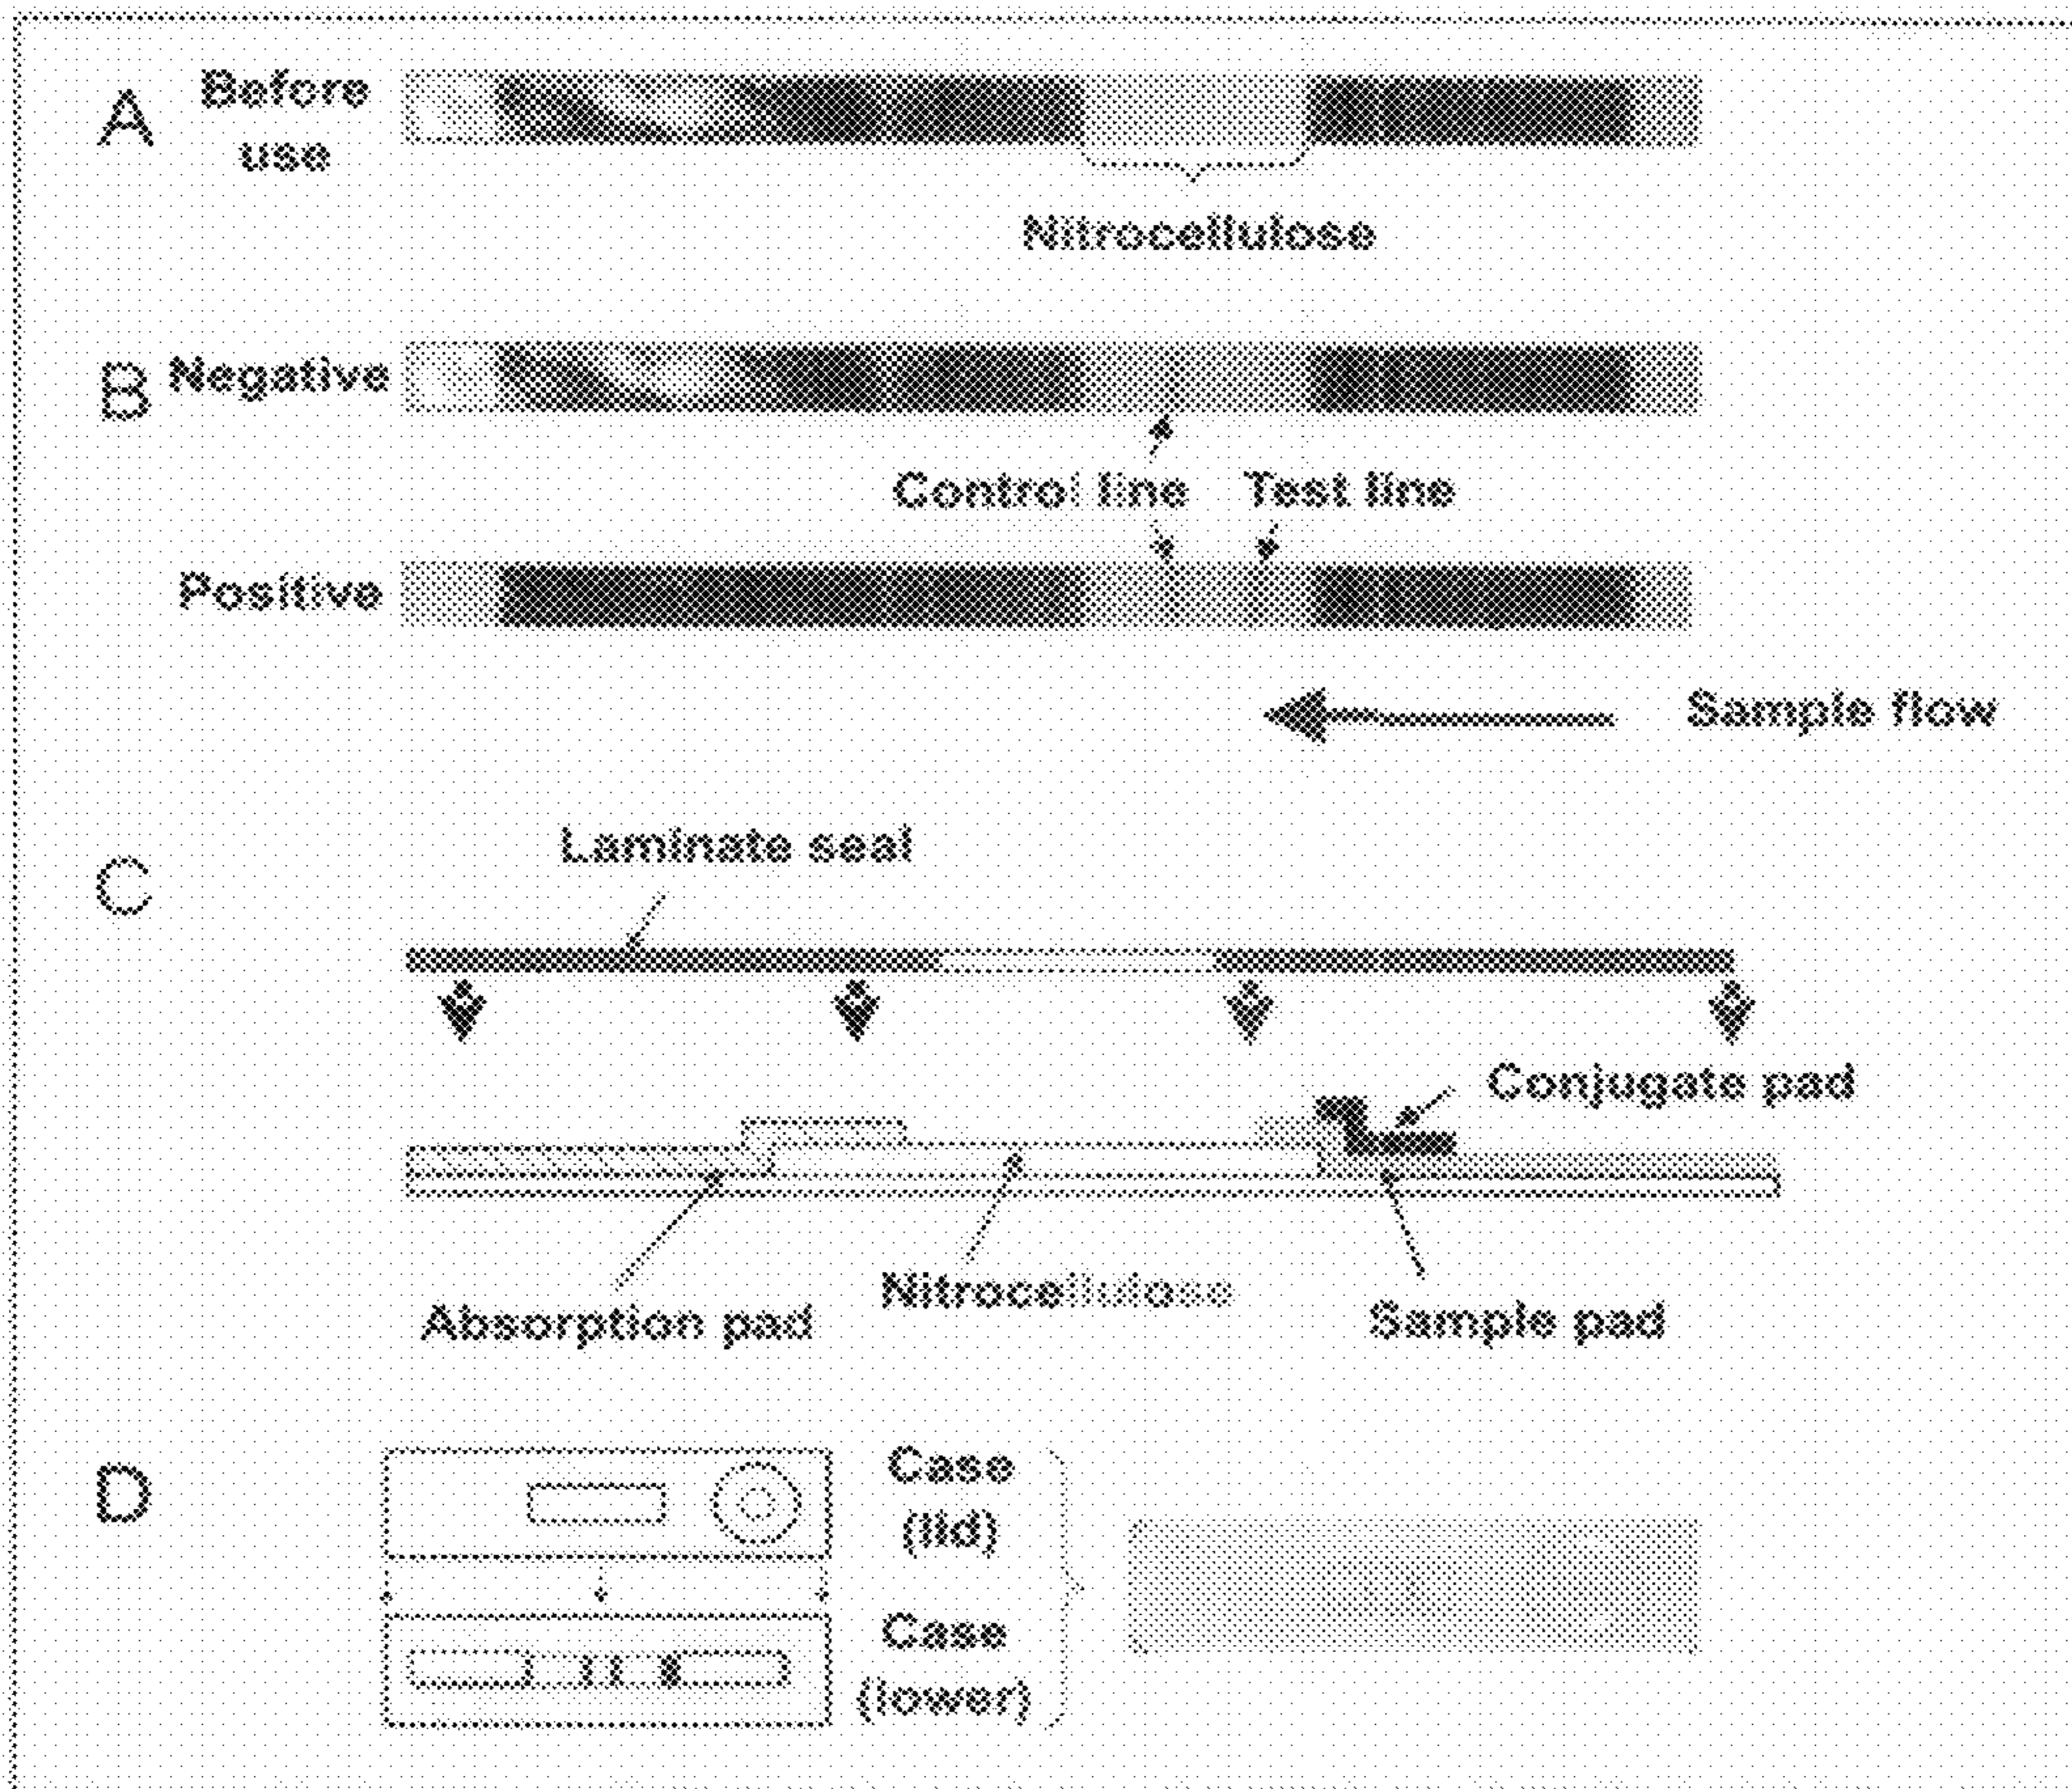 A
Before
use
Nitrocellulose
B
Negative
Control line
Test line
Positive
Sample flow
C
Laminate seal
Conjugate pad
Absorption pad
Nitrocellulose
Sample pad
D
Case
(lid)
Case
(lower)